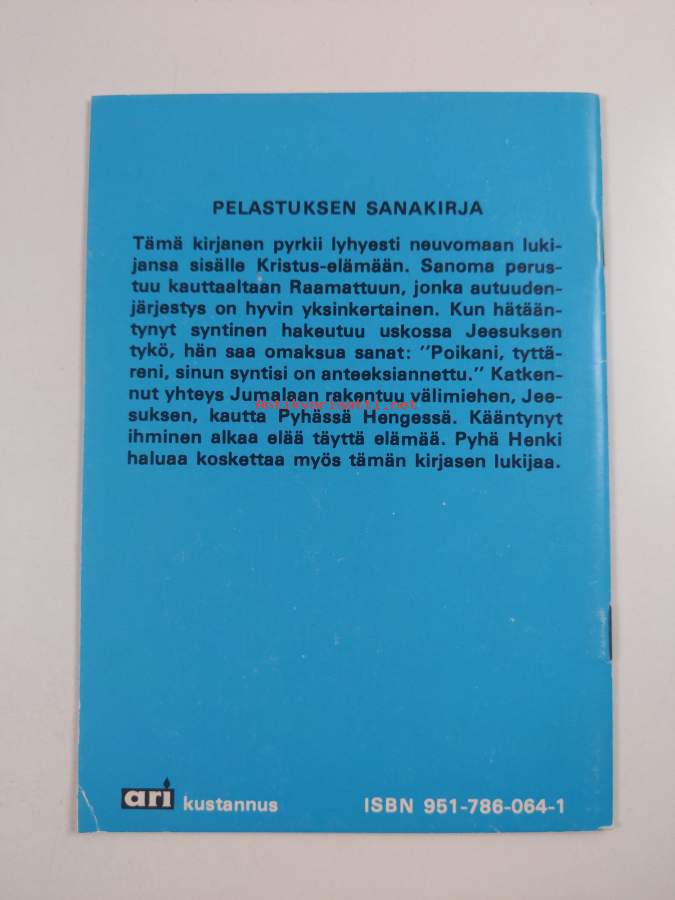 PELASTUKSEN SANAKIRJA
Tämä kirjanen pyrkii lyhyesti neuvomaan luki-
jansa sisälle Kristus-elämään. Sanoma perus-
tuu kauttaaltaan Raamattuun, jonka autuuden-
järjestys on hyvin yksinkertainen. Kun hätään-
tynyt syntinen hakeutuu uskossa Jeesuksen
tykö, hän saa omaksua sanat: "Poikani, tyttä-
reni, sinun syntisi on anteeksiannettu." Katken-
nut yhteys Jumalaan rakentuu välimiehen, Jee-
antikvariaatti.net
suksen, kautta Pyhässä Hengessä. Kääntynyt
ihminen alkaa elää täyttä elämää. Pyhä Henki
haluaa koskettaa myös tämän kirjasen lukijaa.
ari kustannus
ISBN 951-786-064-1